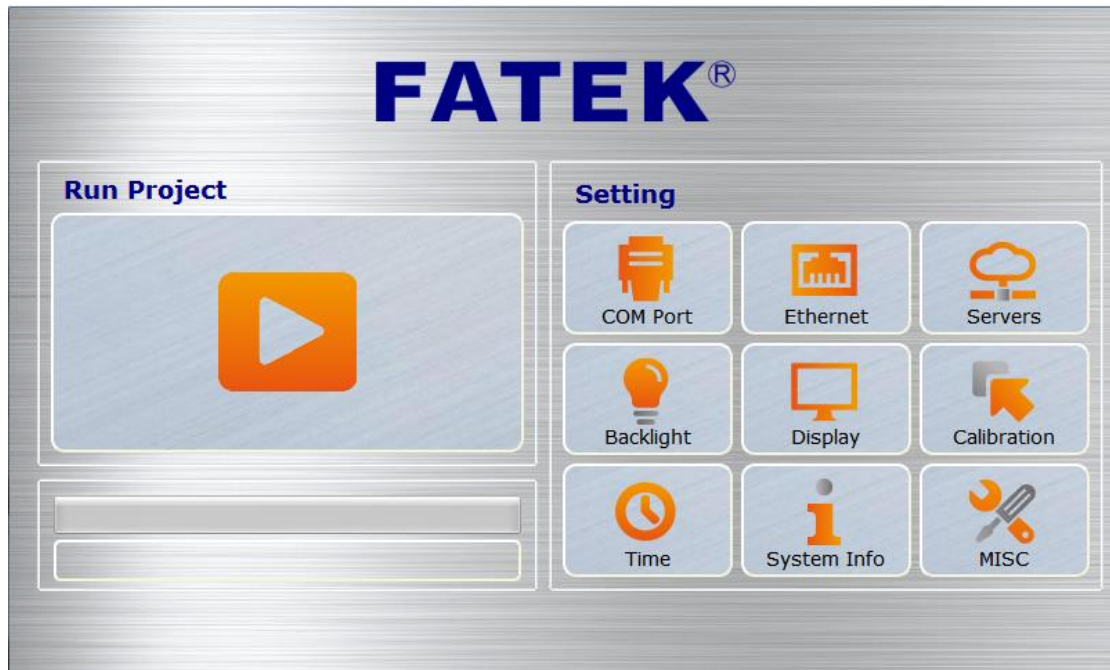 FATEK®
Run Project
Setting
COM Port
Ethernet
Servers
Backlight
Display
Calibration
Time
System Info
MISC